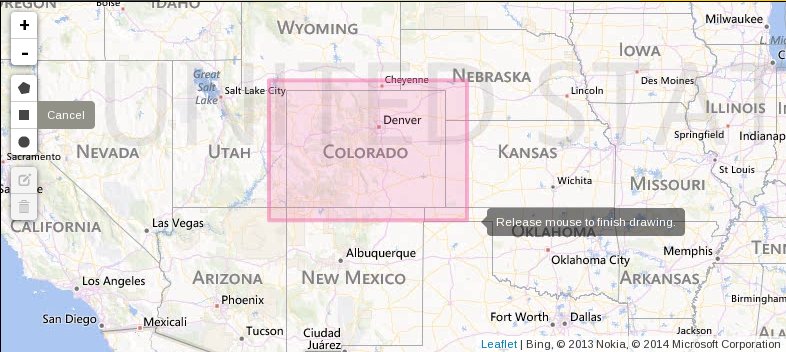 OREGON
Boise
IDAHO
WYOMING
IOWA
Milwaukee
L. Mi
+
-
Great
Salt
Lake
Salt Lake City
Cheyenne
NEBRASKA
Des Moines
Lincoln
UNITED STAT
Cancel
Denver
ILLINOIS
Springfield
Indianap
Sacramento
NEVADA
UTAH
COLORADO
KANSAS
St Louis
Wichita
MISSOURI
CALIFORNIA
Las Vegas
Release mouse to finish drawing.
OKLAHOMA
Albuquerque
Oklahoma City
Memphis
TENN
Los Angeles
ARIZONA
NEW MEXICO
ARKANSAS
Phoenix
Birmingham
San Diego
Mexicali
Tucson
Ciudad
Juárez
Fort Worth
Dallas
Jackson
Leaflet | Bing, © 2013 Nokia, © 2014 Microsoft Corporation